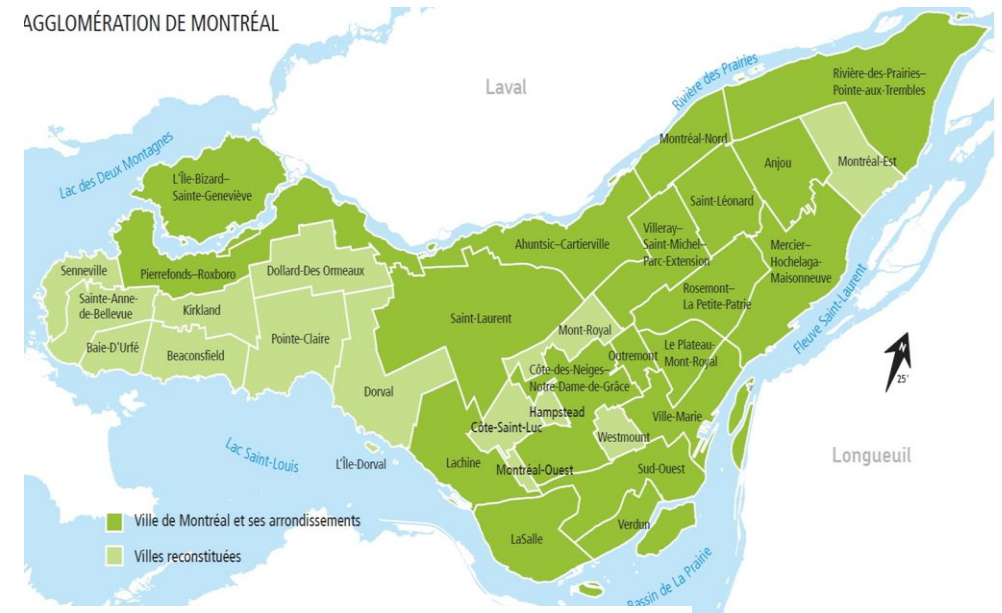 AGGLOMÉRATION DE MONTRÉAL
Laval
Rivière des Prairies
Rivière-des-Prairies–
Pointe-aux-Trembles
Lac des Deux Montagnes
Montréal-Nord
Anjou
Montréal-Est
L'Île-Bizard–
Sainte-Geneviève
Saint-Léonard
Ahuntsic–Cartierville
Villeray–
Saint-Michel–
Parc-Extension
Mercier–
Hochelaga-
Maisonneuve
Senneville
Pierrefonds–Roxboro
Dollard-Des Ormeaux
Sainte-Anne-
de-Bellevue
Kirkland
Rosemont–
La Petite-Patrie
Fleuve Saint-Laurent
Saint-Laurent
Mont-Royal
Baie-D'Urfé
Beaconsfield
Pointe-Claire
Outremont
Le Plateau-
Mont-Royal
Côte-des-Neiges–
Notre-Dame-de-Grâce
N
25°
Dorval
Hampstead
Ville-Marie
Côte-Saint-Luc
Westmount
Longueuil
Lac Saint-Louis
L'Île-Dorval
Lachine
Montréal-Ouest
Sud-Ouest
Ville de Montréal et ses arrondissements
Verdun
LaSalle
Villes reconstituées
Bassin de La Prairie